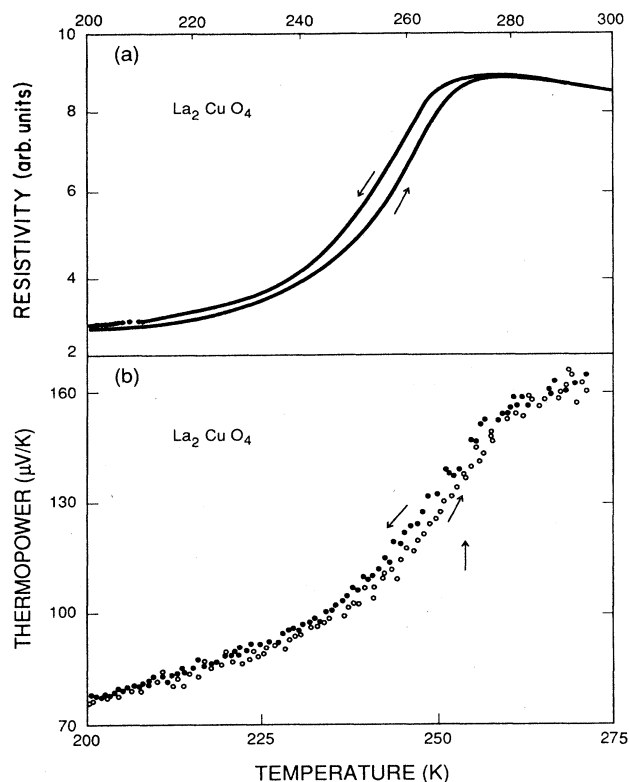 200 220 240 260 280 300
10
(a)
La2 Cu O4
8
6
4
2
RESISTIVITY (arb. units)
(b)
160
La2 Cu O4
130
100
70
THERMOPOWER (μV/K)
200 225 250 275
TEMPERATURE (K)